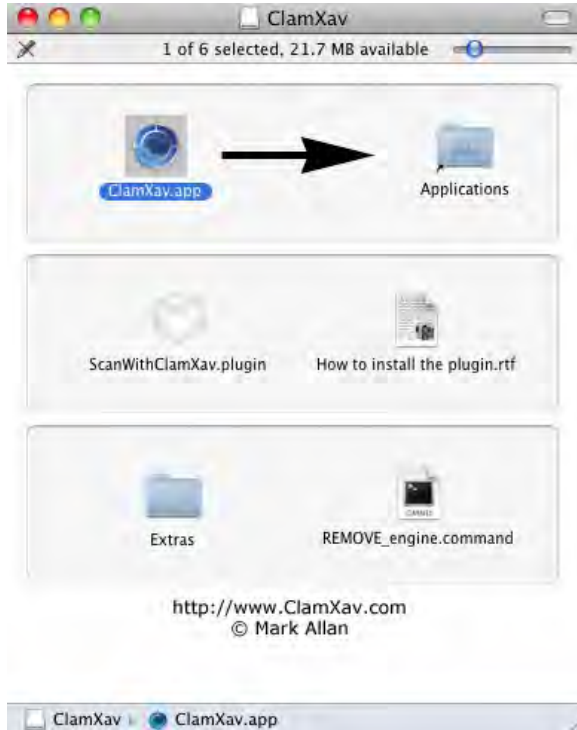 ClamXav
1 of 6 selected, 21.7 MB available
ClamXav.app
Applications
ScanWithClamXav.plugin
How to install the plugin.rtf
Extras
REMOVE_engine.command
http://www.ClamXav.com
© Mark Allan
ClamXav
ClamXav.app